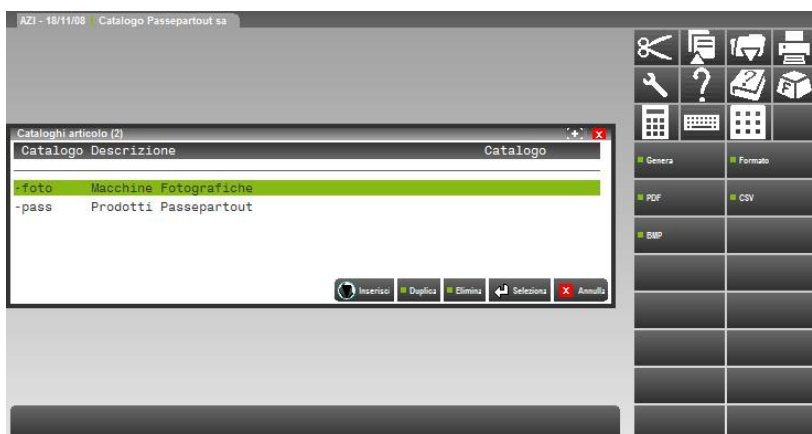 AZI - 18/11/08 Catalogo Passepartout sa
Cataloghi articolo (2)
Catalogo Descrizione Catalogo
-foto Macchine Fotografiche
-pass Prodotti Passepartout
Inserisci Duplica Elimina Seleziona Annulla
Genera Formato
PDF CSV
BMP